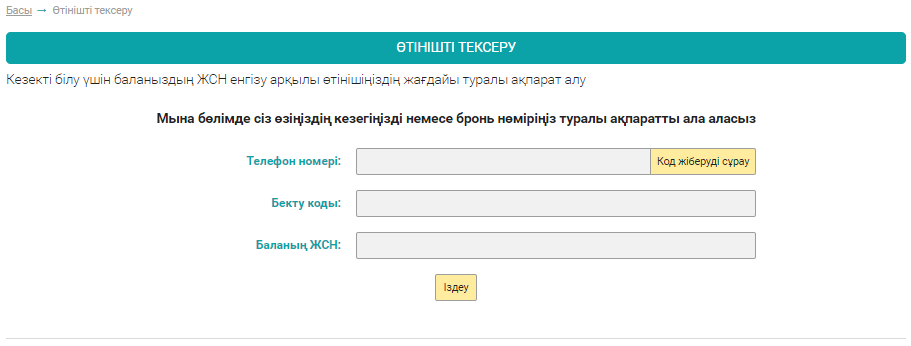 Басы → Өтінішті тексеру
ӨТІНІШТІ ТЕКСЕРУ
Кезекті білу үшін баланыздың ЖСН енгізу арқылы өтінішіңіздің жағдайы туралы ақпарат алу
Мына бөлімде сіз өзіңіздің кезегіңізді немесе бронь нөміріңіз туралы ақпаратты ала аласыз
Телефон номері:
Код жіберуді сұрау
Бекту коды:
Баланың ЖСН:
Іздеу